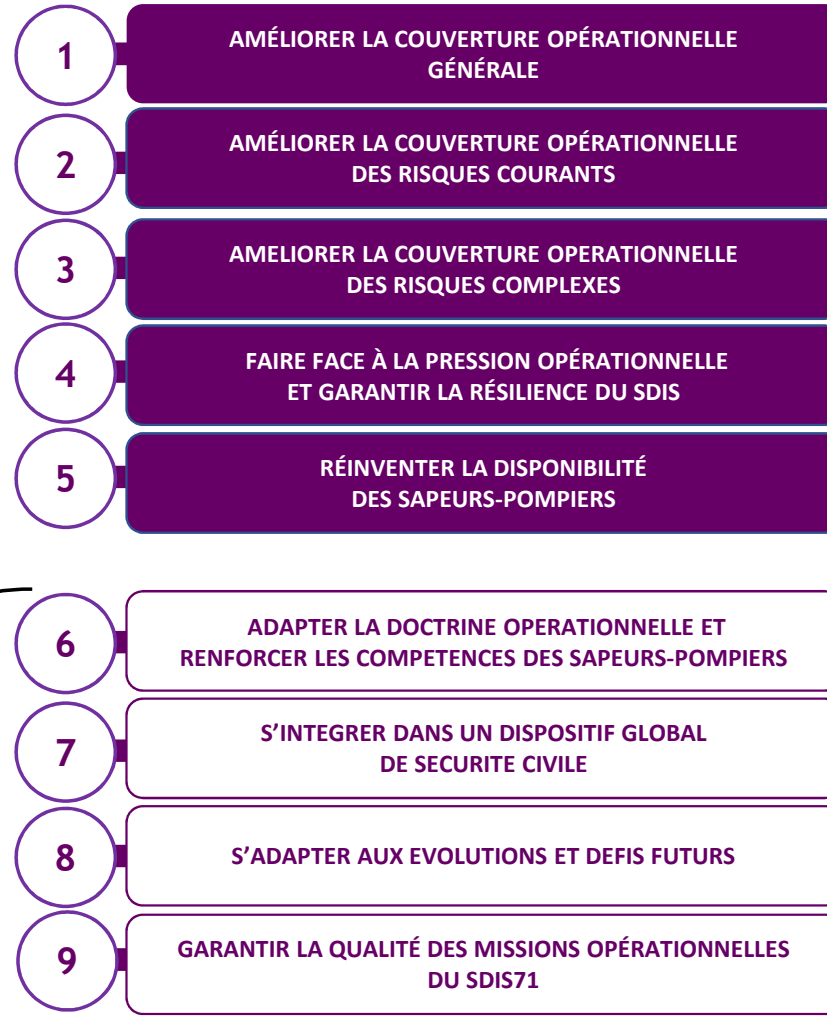 1
AMÉLIORER LA COUVERTURE OPÉRATIONNELLE
GÉNÉRALE
2
AMÉLIORER LA COUVERTURE OPÉRATIONNELLE
DES RISQUES COURANTS
3
AMELIORER LA COUVERTURE OPERATIONNELLE
DES RISQUES COMPLEXES
4
FAIRE FACE À LA PRESSION OPÉRATIONNELLE
ET GARANTIR LA RÉSILIENCE DU SDIS
5
RÉINVENTER LA DISPONIBILITÉ
DES SAPEURS-POMPIERS
6
ADAPTER LA DOCTRINE OPERATIONNELLE ET
RENFORCER LES COMPETENCES DES SAPEURS-POMPIERS
7
S’INTEGRER DANS UN DISPOSITIF GLOBAL
DE SECURITE CIVILE
8
S’ADAPTER AUX EVOLUTIONS ET DEFIS FUTURS
9
GARANTIR LA QUALITÉ DES MISSIONS OPÉRATIONNELLES
DU SDIS71